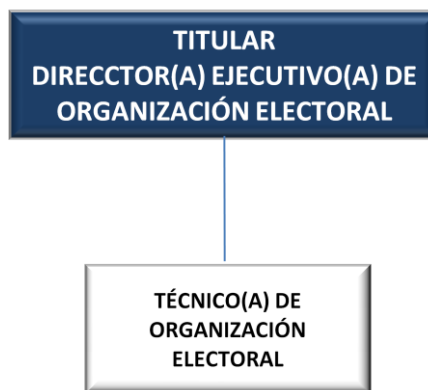 TITULAR
DIRECCTOR(A) EJECUTIVO(A) DE
ORGANIZACIÓN ELECTORAL
TÉCNICO(A) DE
ORGANIZACIÓN
ELECTORAL